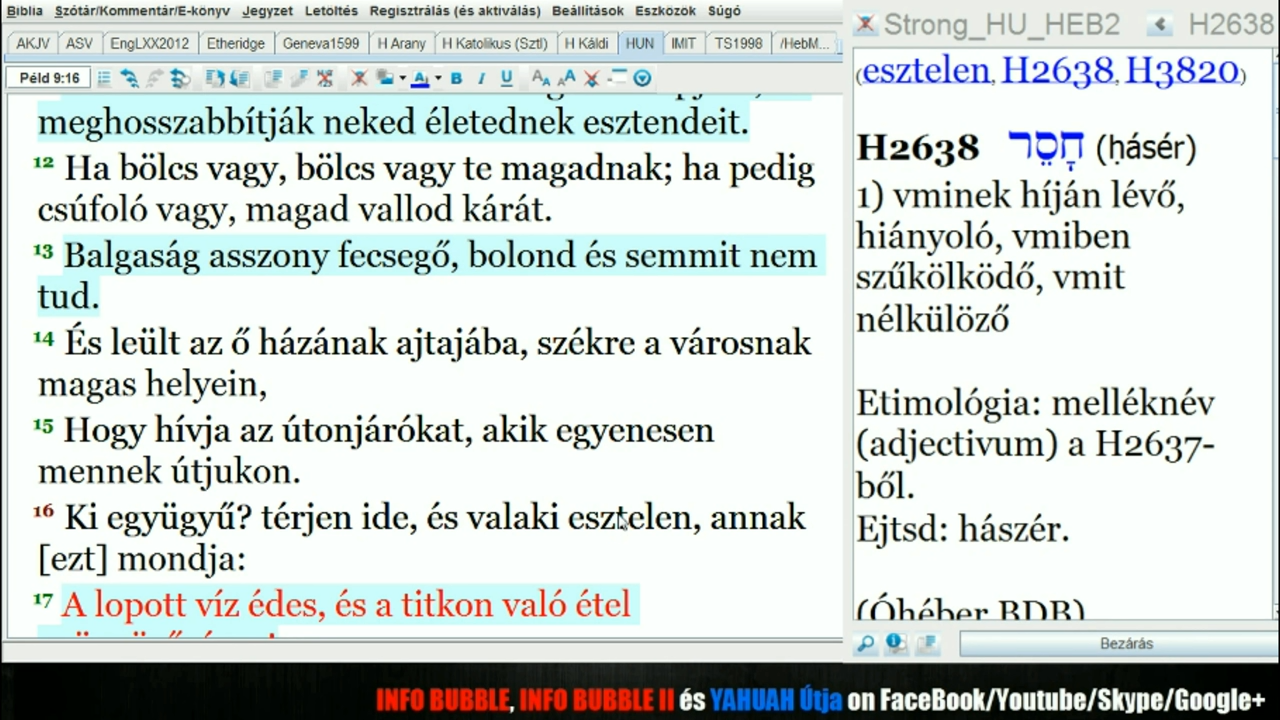 Biblia Szótár/Kommentár/E-könyv Jegyzet Letöltés Regisztrálás (és aktiválás) Beállítások Eszközök Súgó
AKJV ASV EngLXX2012 Etheridge Geneva1599 H Arany H Katolikus (Sztl) H Káldi HUN IMIT TS1998 /HebM...
Péld 9:16
meghosszabbítják neked életednek esztendeit.
12 Ha bölcs vagy, bölcs vagy te magadnak; ha pedig
csúfoló vagy, magad vallod kárát.
13 Balgaság asszony fecsegő, bolond és semmit nem
tud.
14 És leült az ő házának ajtajába, székre a városnak
magas helyein,
15 Hogy hívja az útonjárókat, akik egyenesen
mennek útjukon.
16 Ki együgyű? térjen ide, és valaki esztelen, annak
[ezt] mondja:
17 A lopott víz édes, és a titkon való étel
Strong_HU_HEB2 H2638
(esztelen, H2638, H3820)
H2638 חָסֵר (ḥásér)
1) vminek híján lévő,
hiányoló, vmiben
szűkölködő, vmit
nélkülöző
Etimológia: melléknév
(adjectivum) a H2637-
ből.
Ejtsd: hászér.
(Óhéber BDB)
Bezárás
INFO BUBBLE, INFO BUBBLE II és YAHUAH Útja on FaceBook/Youtube/Skype/Google+